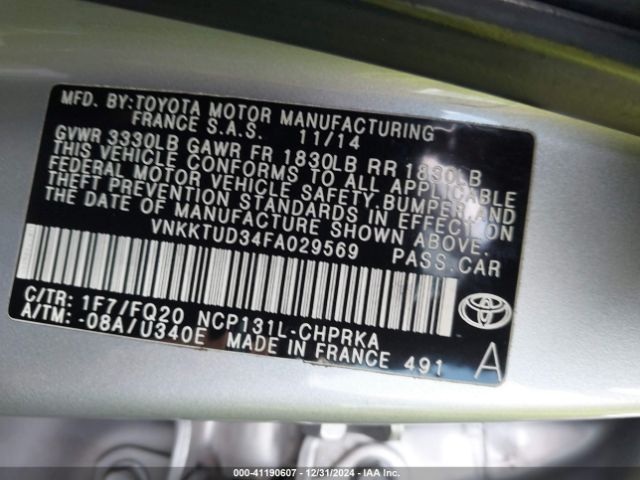 MFD. BY:TOYOTA MOTOR MANUFACTURING
FRANCE S.A.S. 11/14
GVWR 3330LB GAWR FR 1830LB RR 1830LB
THIS VEHICLE CONFORMS TO ALL APPLICABLE
FEDERAL MOTOR VEHICLE SAFETY,BUMPER,AND
THEFT PREVENTION STANDARDS IN EFFECT ON
THE DATE OF MANUFACTURE SHOWN ABOVE.
VNKKTUD34FA029569 PASS.CAR
C/TR: 1F7/FQ20 NCP131L-CHPRKA
A/TM: -08A/U340E MADE IN FRANCE 491 A
000-41190607 - 12/31/2024 - IAA Inc.